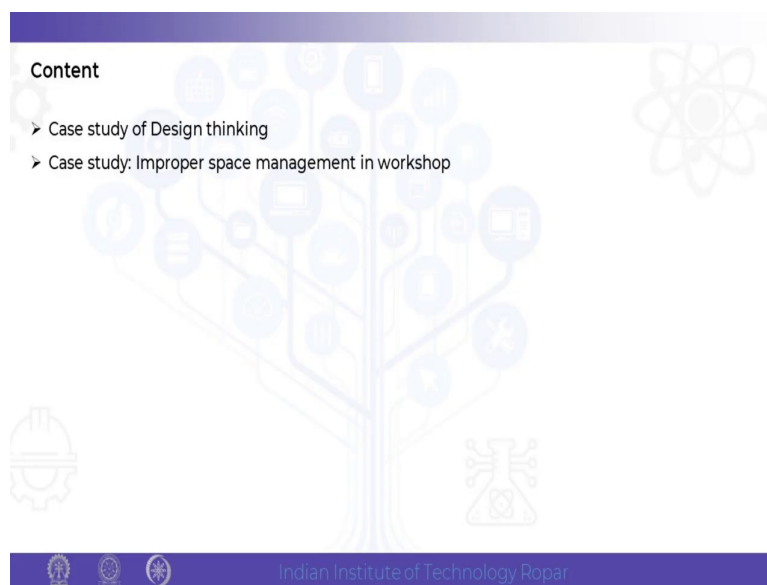 Content
➢ Case study of Design thinking
➢ Case study: Improper space management in workshop
Indian Institute of Technology Ropar